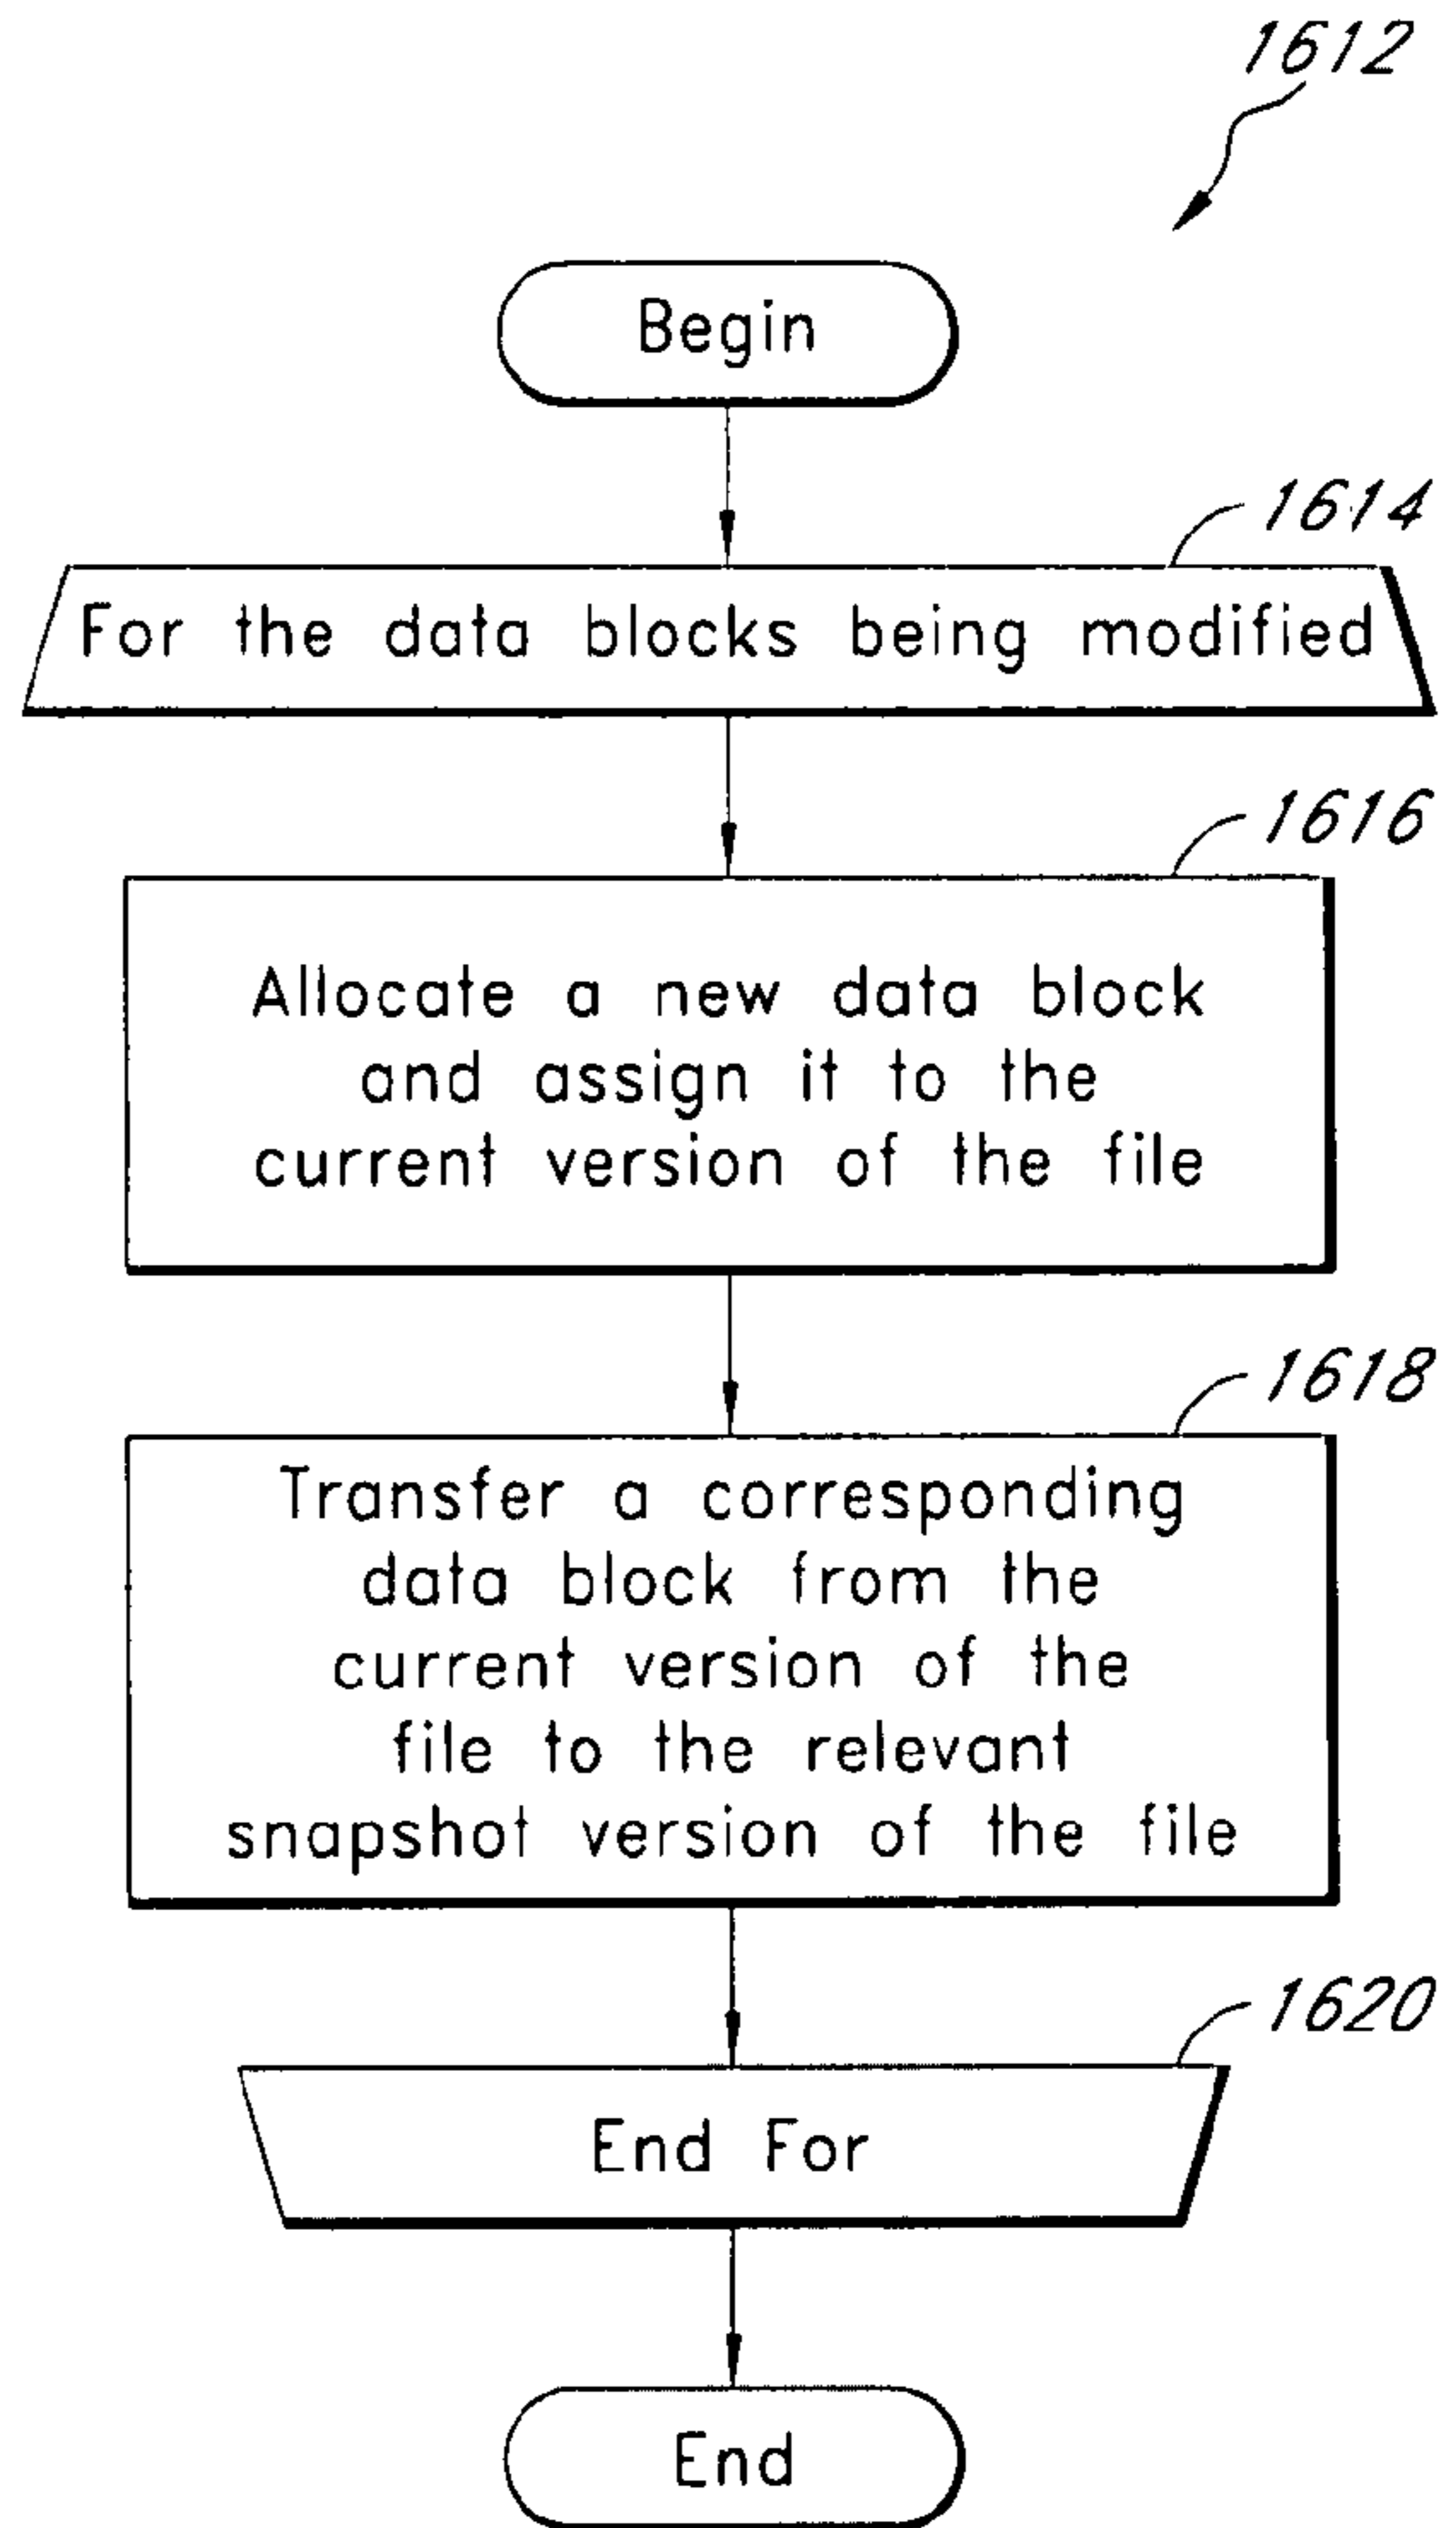 1612
Begin
1614
For the data blocks being modified
1616
Allocate a new data block
and assign it to the
current version of the file
1618
Transfer a corresponding
data block from the
current version of the
file to the relevant
snapshot version of the file
1620
End For
End